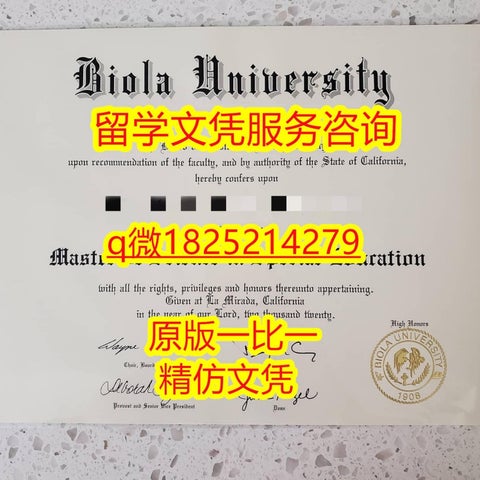 Biola University
留学文凭服务咨询
upon recommendation of the faculty, and by authority of the State of California,
hereby confers upon
q微1825214279
Education
with all the rights, privileges and honors thereunto appertaining.
Given at La Mirada, California
in the year of our Lord, two thousand twenty.
原版一比一
精仿文凭
High Honors
BIOLA UNIVERSITY
1908
Wayne
Chair, Board
Provost and Senior Vice President
Dean